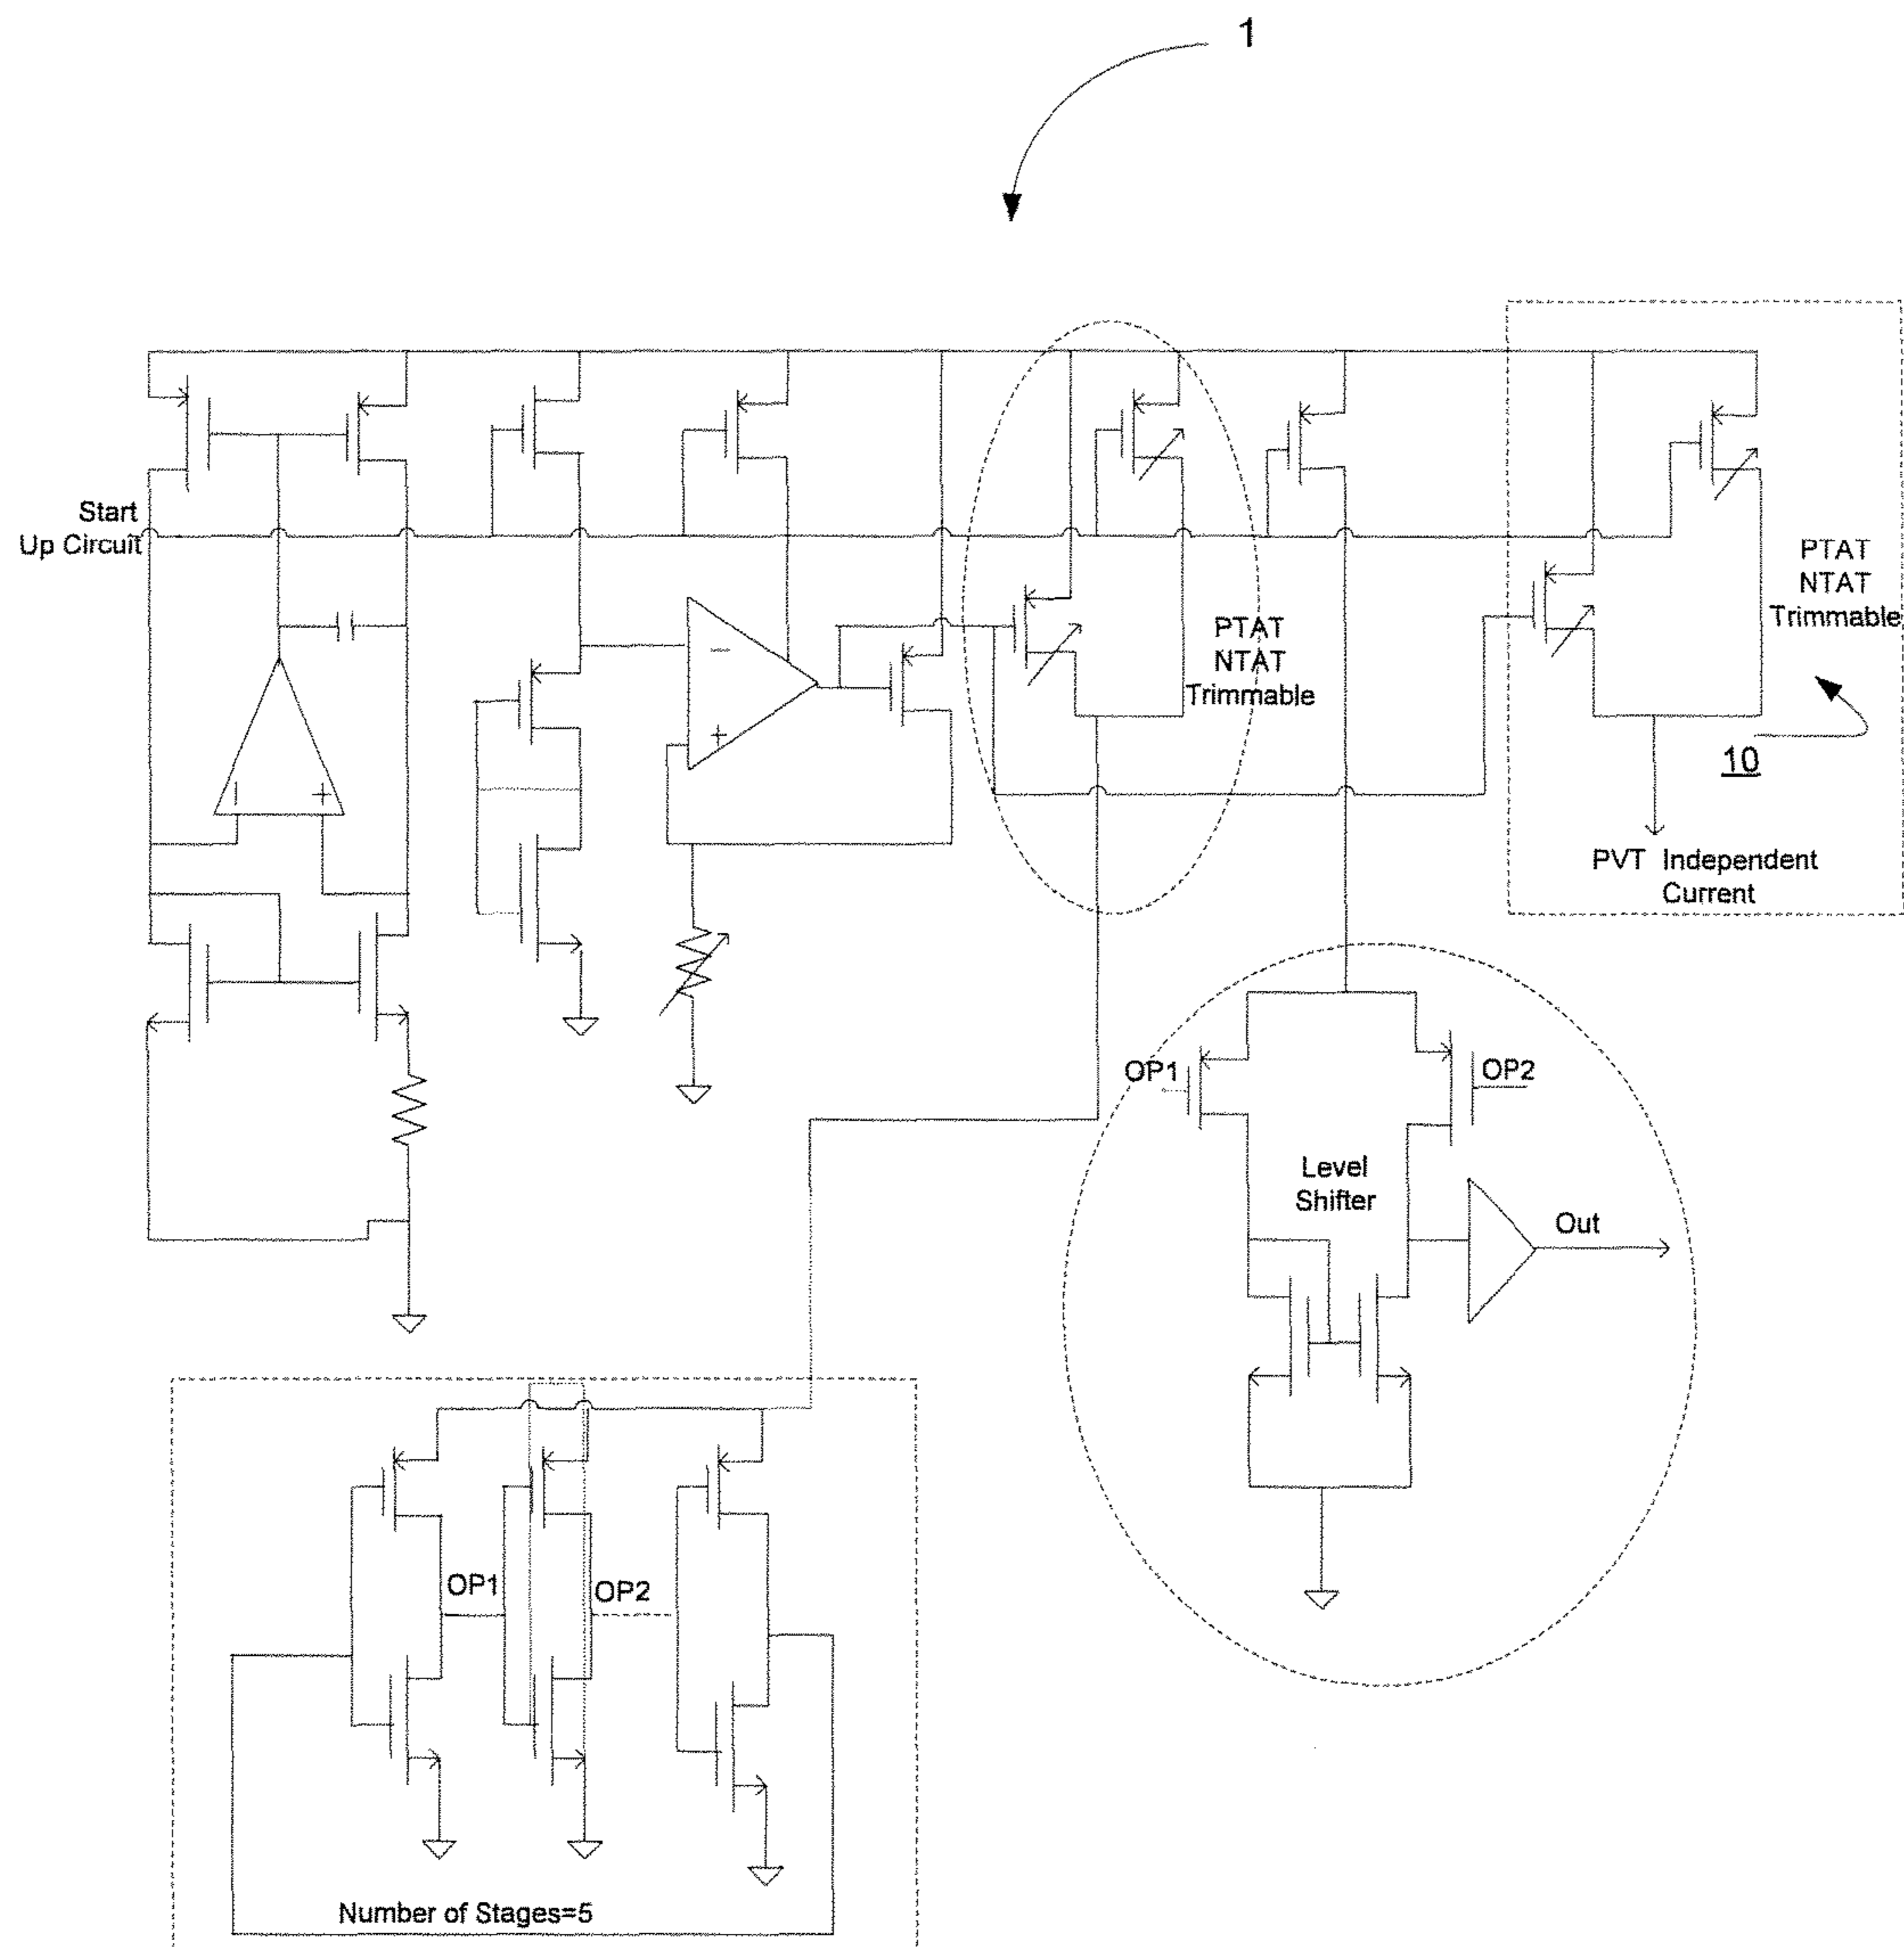 1
Start
Up Circuit
PTAT
NTAT
Trimmable
PTAT
NTAT
Trimmable
10
PVT Independent
Current
OP1
OP2
Level
Shifter
Out
OP1
OP2
Number of Stages=5